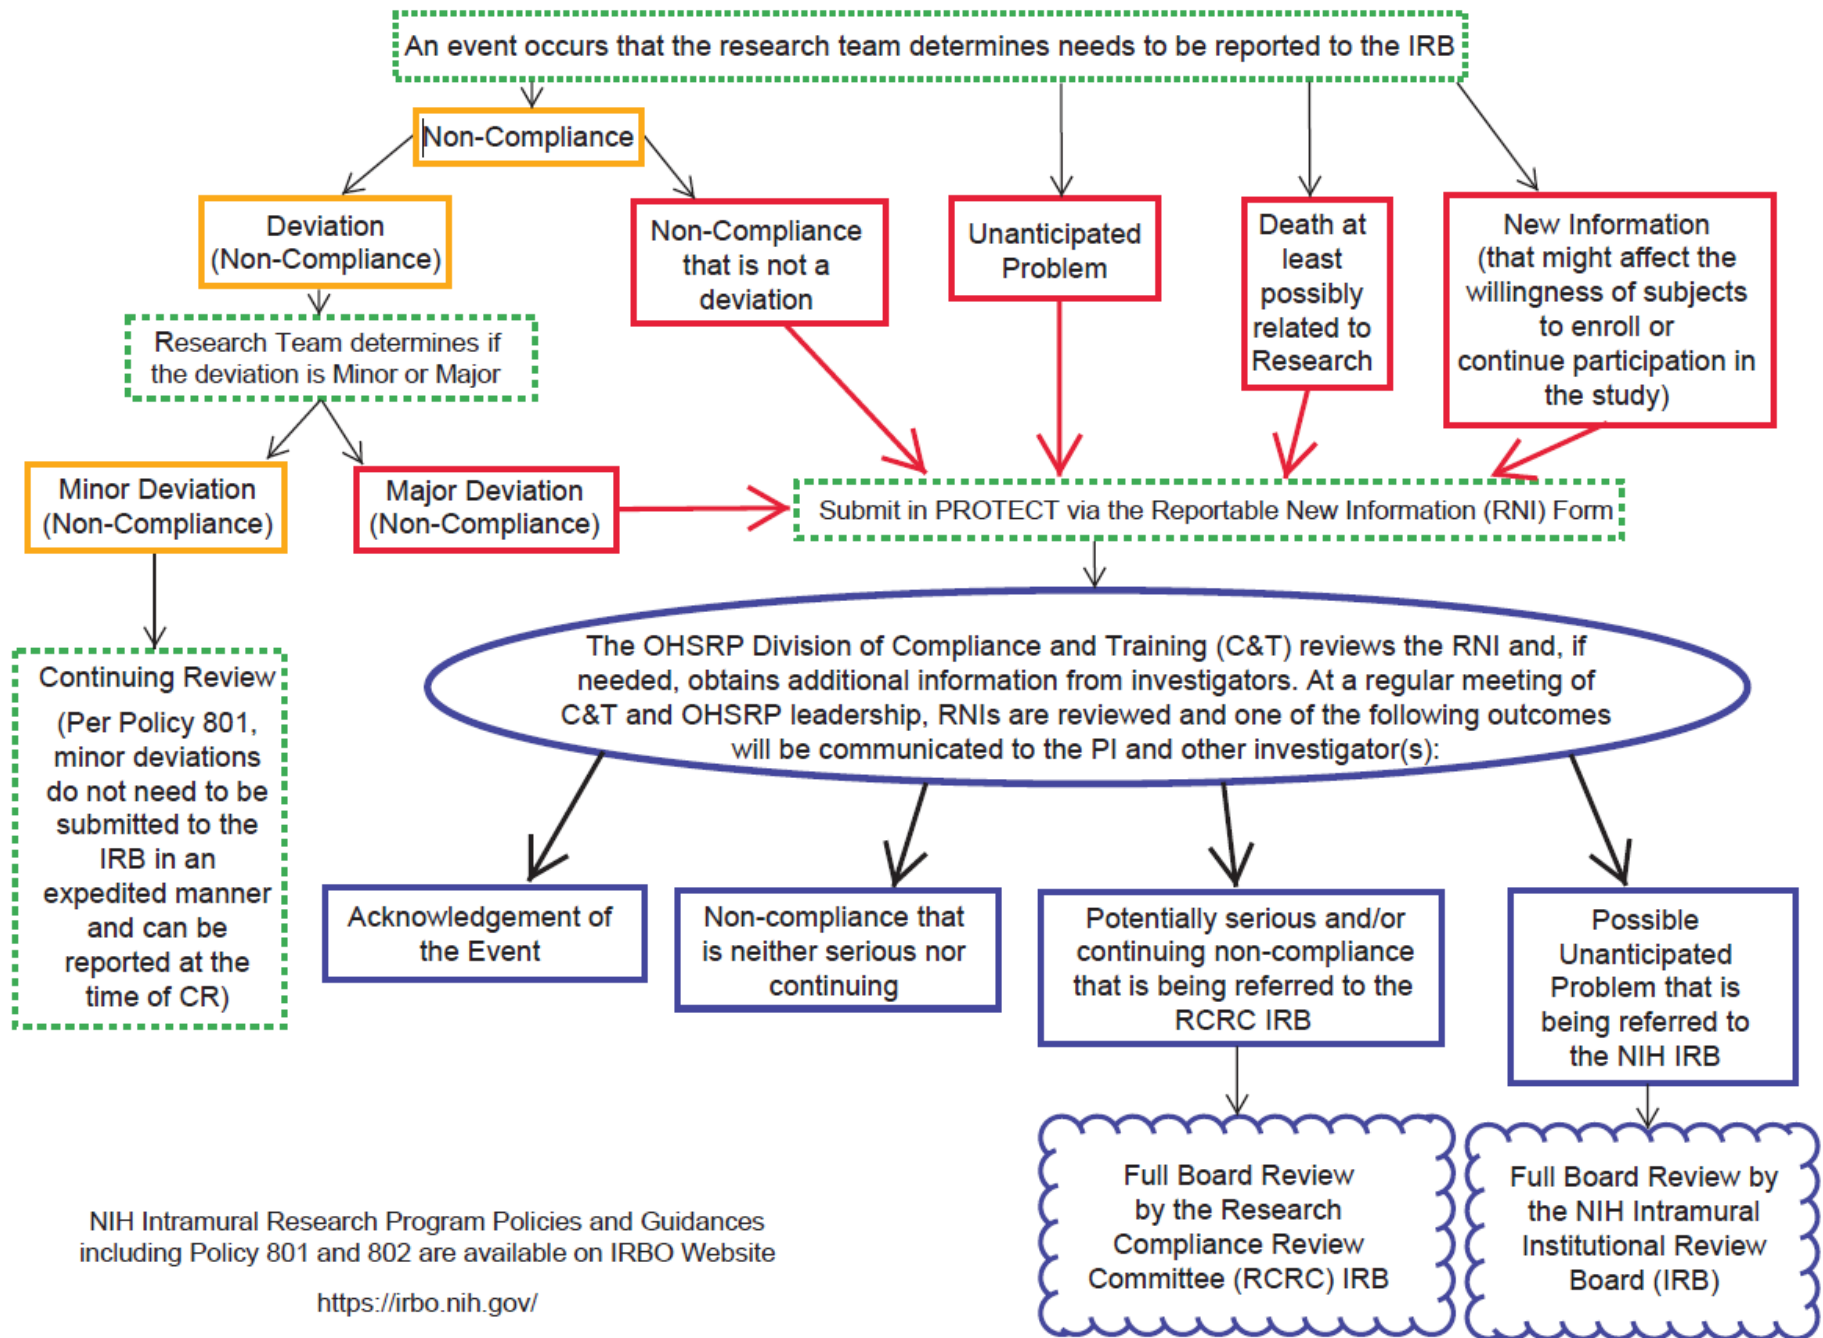 An event occurs that the research team determines needs to be reported to the IRB
Non-Compliance
Deviation
(Non-Compliance)
Non-Compliance
that is not a
deviation
Unanticipated
Problem
Death at
least
possibly
related to
Research
New Information
(that might affect the
willingness of subjects
to enroll or
continue participation in
the study)
Research Team determines if
the deviation is Minor or Major
Minor Deviation
(Non-Compliance)
Major Deviation
(Non-Compliance)
Submit in PROTECT via the Reportable New Information (RNI) Form
Continuing Review
(Per Policy 801,
minor deviations
do not need to be
submitted to the
IRB in an
expedited manner
and can be
reported at the
time of CR)
The OHSRP Division of Compliance and Training (C&T) reviews the RNI and, if
needed, obtains additional information from investigators. At a regular meeting of
C&T and OHSRP leadership, RNIs are reviewed and one of the following outcomes
will be communicated to the PI and other investigator(s):
Acknowledgement of
the Event
Non-compliance that
is neither serious nor
continuing
Potentially serious and/or
continuing non-compliance
that is being referred to the
RCRC IRB
Possible
Unanticipated
Problem that is
being referred to
the NIH IRB
Full Board Review
by the Research
Compliance Review
Committee (RCRC) IRB
Full Board Review by
the NIH Intramural
Institutional Review
Board (IRB)
NIH Intramural Research Program Policies and Guidances
including Policy 801 and 802 are available on IRBO Website
https://irbo.nih.gov/